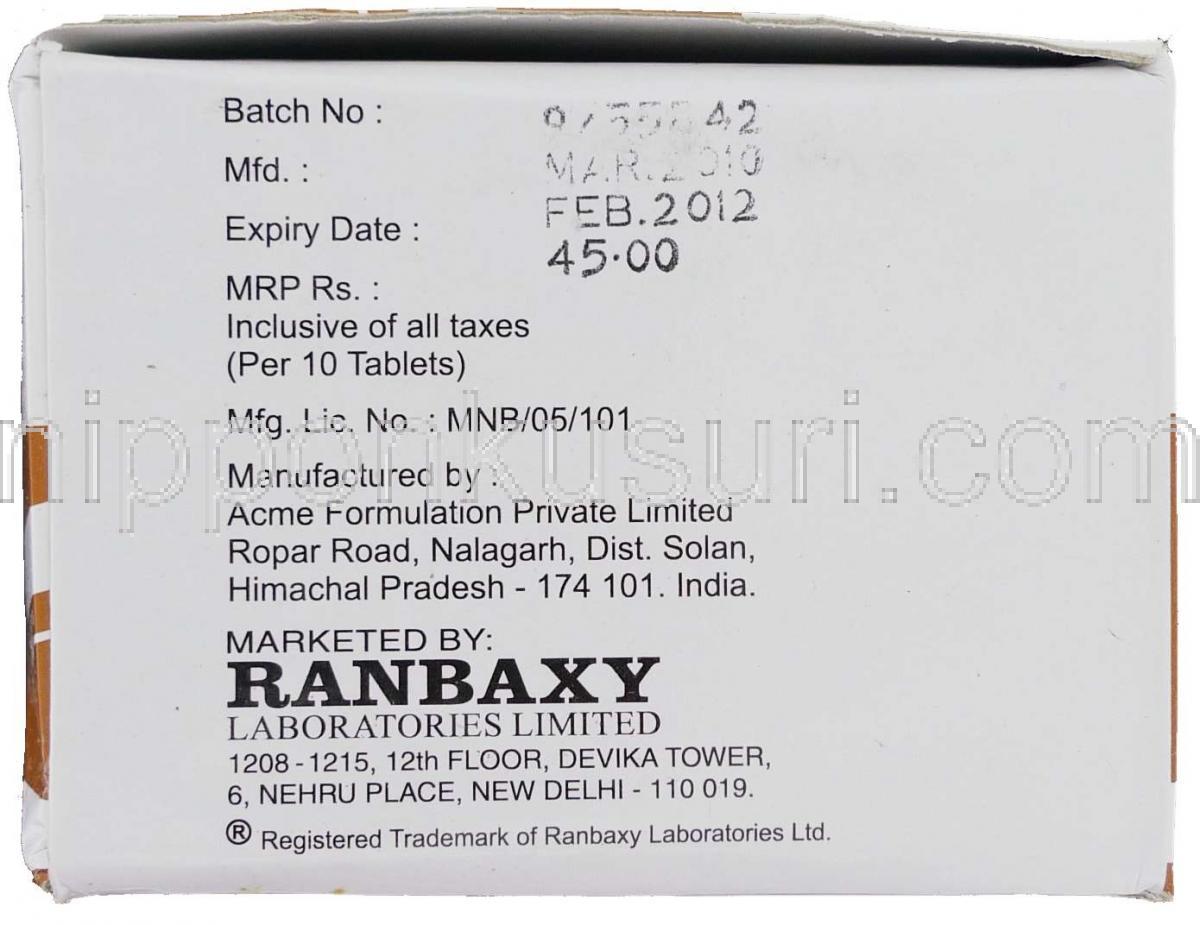 Batch No :
42
Mfd. :
MAR.2010
Expiry Date :
FEB.2012
45.00
MRP Rs. :
Inclusive of all taxes
(Per 10 Tablets)
Mfg. Lic. No. : MNB/05/101
nipponkusuri.com
Manufactured by :
Acme Formulation Private Limited
Ropar Road, Nalagarh, Dist. Solan,
Himachal Pradesh - 174 101. India.
MARKETED BY:
RANBAXY
LABORATORIES LIMITED
1208 - 1215, 12th FLOOR, DEVIKA TOWER,
6, NEHRU PLACE, NEW DELHI - 110 019.
® Registered Trademark of Ranbaxy Laboratories Ltd.